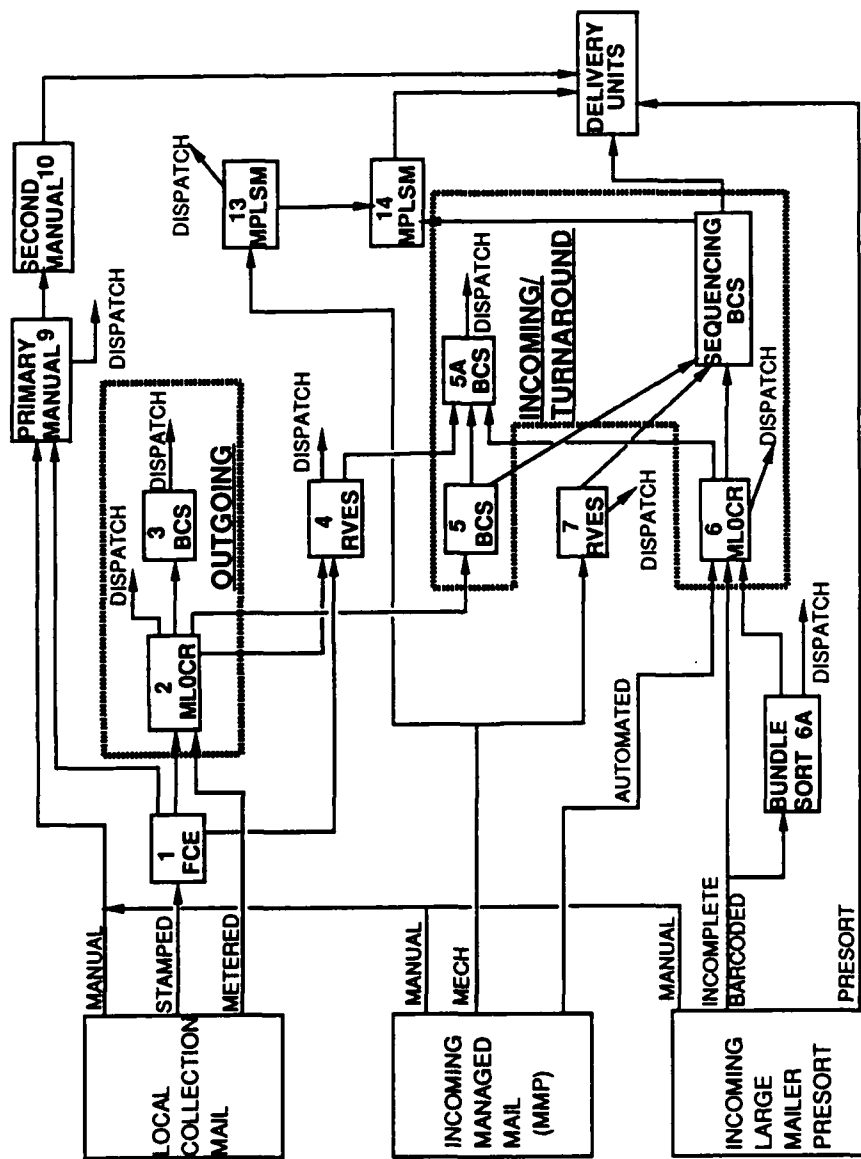 LOCAL
COLLECTION
MAIL
MANUAL
STAMPED
METERED
1
FCE
2
ML0CR
DISPATCH
3
BCS
DISPATCH
OUTGOING
PRIMARY
MANUAL 9
DISPATCH
SECOND
MANUAL 10
4
RVES
DISPATCH
13
MPLSM
DISPATCH
14
MPLSM
DELIVERY
UNITS
INCOMING
MANAGED
MAIL
(MMP)
MANUAL
MECH
AUTOMATED
5
BCS
5A
BCS
DISPATCH
INCOMING/
TURNAROUND
7
RVES
DISPATCH
6
ML0CR
DISPATCH
SEQUENCING
BCS
INCOMING
LARGE
MAILER
PRESORT
MANUAL
INCOMPLETE
BARCODED
PRESORT
BUNDLE
SORT 6A
DISPATCH